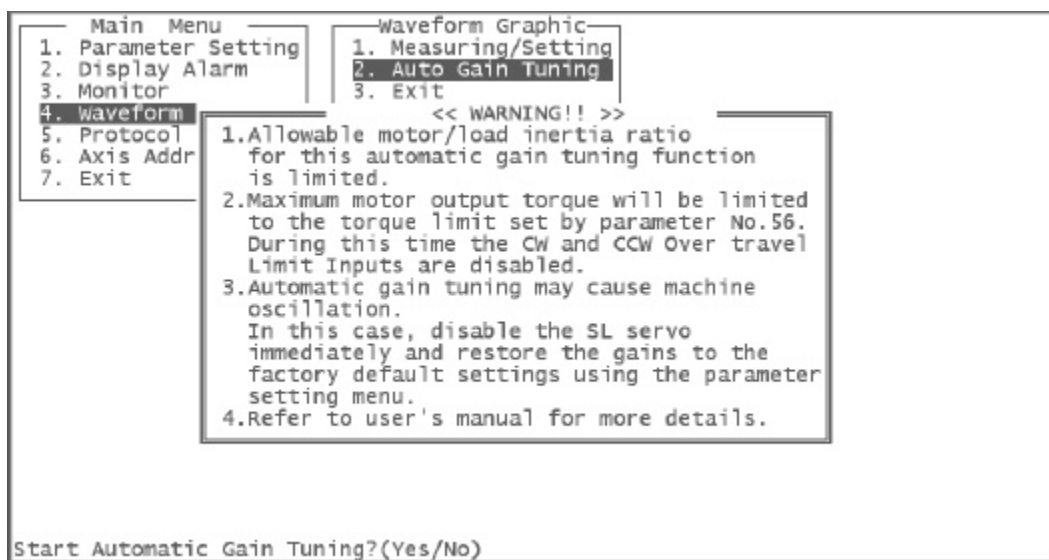 Main Menu
1. Parameter Setting
2. Display Alarm
3. Monitor
4. Waveform
5. Protocol
6. Axis Addr
7. Exit
Waveform Graphic
1. Measuring/Setting
2. Auto Gain Tuning
3. Exit
<< WARNING!! >>
1.Allowable motor/load inertia ratio
for this automatic gain tuning function
is limited.
2.Maximum motor output torque will be limited
to the torque limit set by parameter No.56.
During this time the CW and CCW Over travel
Limit Inputs are disabled.
3.Automatic gain tuning may cause machine
oscillation.
In this case, disable the SL servo
immediately and restore the gains to the
factory default settings using the parameter
setting menu.
4.Refer to user's manual for more details.
Start Automatic Gain Tuning?(Yes/No)